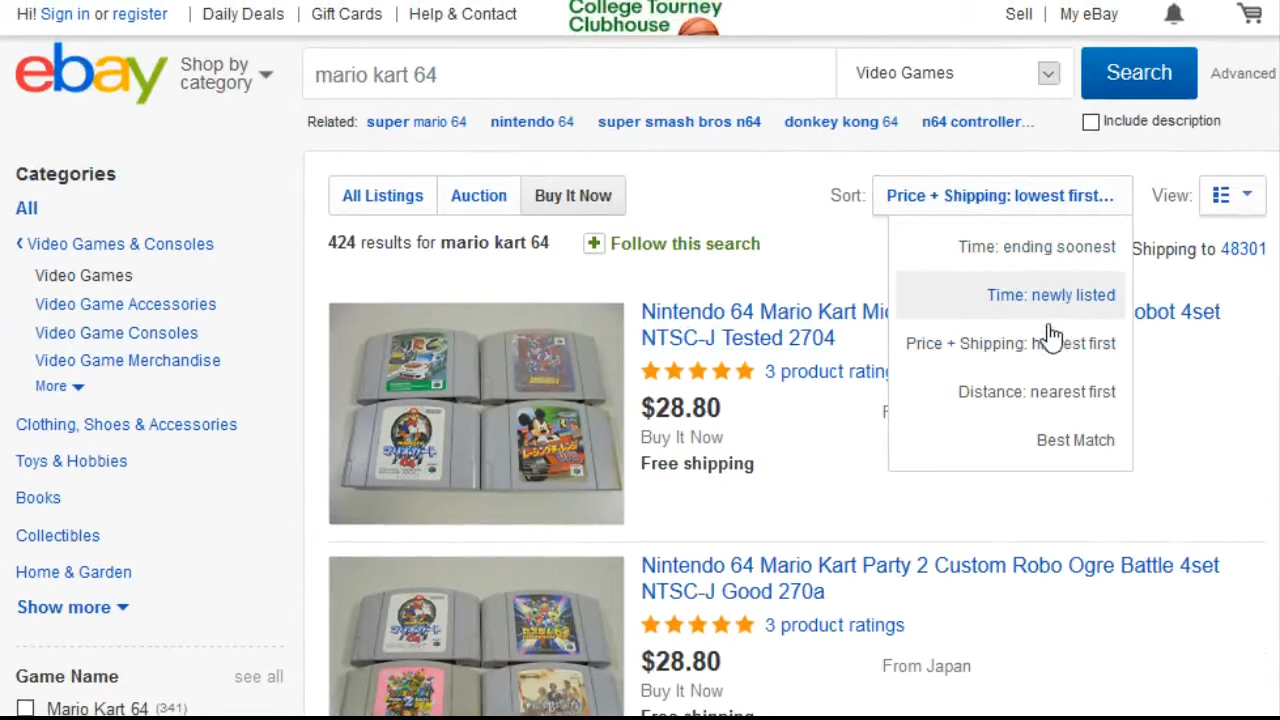 Hi! Sign in or register | Daily Deals | Gift Cards | Help & Contact
College Tourney
Clubhouse
Sell | My eBay
ebay
Shop by
category
mario kart 64
Video Games
Search
Advanced
Related: super mario 64 nintendo 64 super smash bros n64 donkey kong 64 n64 controller...
Include description
Categories
All
Video Games & Consoles
Video Games
Video Game Accessories
Video Game Consoles
Video Game Merchandise
More
Clothing, Shoes & Accessories
Toys & Hobbies
Books
Collectibles
Home & Garden
Show more
Game Name see all
Mario Kart 64 (341)
All Listings Auction Buy It Now
Sort: Price + Shipping: lowest first... View:
424 results for mario kart 64
Follow this search
Shipping to 48301
Time: ending soonest
Time: newly listed
Price + Shipping: first
Distance: nearest first
Best Match
Nintendo 64 Mario Kart obot 4set
NTSC-J Tested 2704
3 product
$28.80
Buy It Now
Free shipping
Nintendo 64 Mario Kart Party 2 Custom Robo Ogre Battle 4set
NTSC-J Good 270a
3 product ratings
$28.80
From Japan
Buy It Now
Free shipping